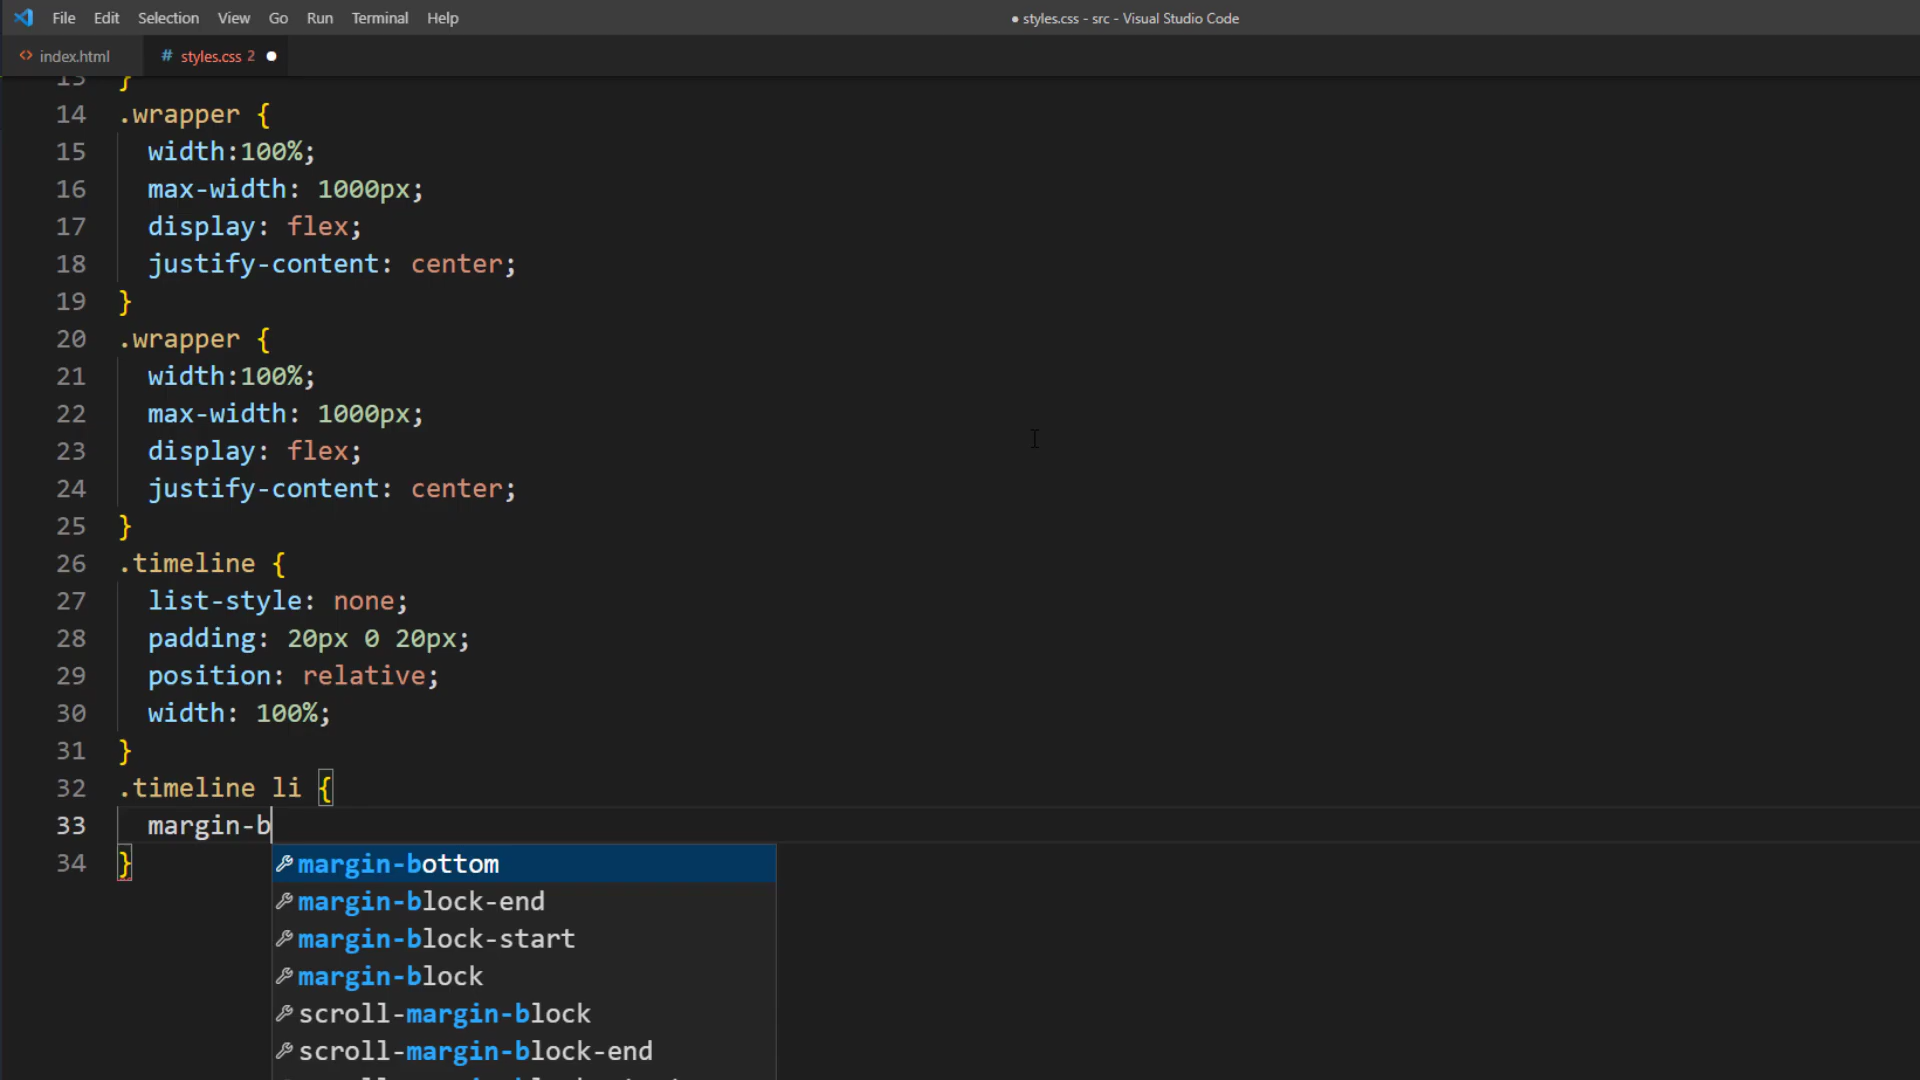 File Edit Selection View Go Run Terminal Help ● styles.css - src - Visual Studio Code
<> index.html # styles.css 2 ●
13 }
14 .wrapper {
15 width:100%;
16 max-width: 1000px;
17 display: flex;
18 justify-content: center;
19 }
20 .wrapper {
21 width:100%;
22 max-width: 1000px;
23 display: flex;
24 justify-content: center;
25 }
26 .timeline {
27 list-style: none;
28 padding: 20px 0 20px;
29 position: relative;
30 width: 100%;
31 }
32 .timeline li {
33 margin-b
34 }
margin-bottom
margin-block-end
margin-block-start
margin-block
scroll-margin-block
scroll-margin-block-end